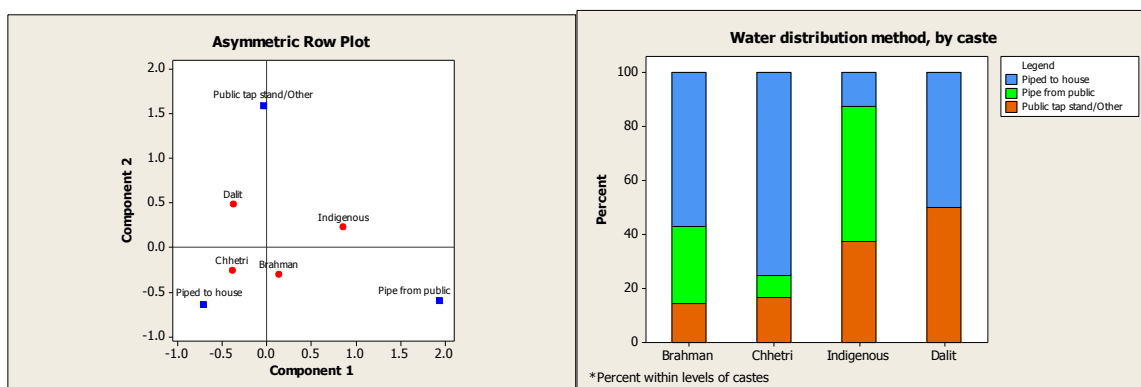 Asymmetric Row Plot
2.0
Public tap stand/Other
1.5
1.0
Component 2
Dalit
0.5
Indigenous
0.0
Chhetri
Brahman
-0.5
Piped to house
Pipe from public
-1.0
-1.0 -0.5 0.0 0.5 1.0 1.5 2.0
Component 1
Water distribution method, by caste
Legend
Piped to house
Pipe from public
Public tap stand/Other
100
80
60
Percent
40
20
0
Brahman Chhetri Indigenous Dalit
*Percent within levels of castes